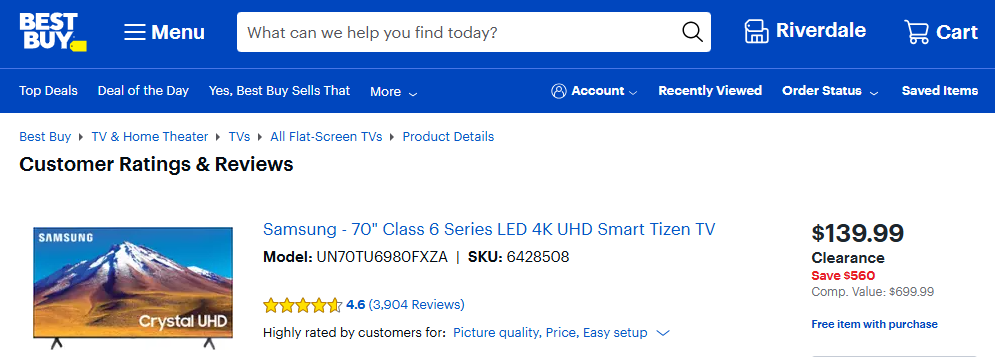 BEST
BUY
Menu
What can we help you find today?
Riverdale
Cart
Top Deals Deal of the Day Yes, Best Buy Sells That More Account Recently Viewed Order Status Saved Items
Best Buy TV & Home Theater TVs All Flat-Screen TVs Product Details
Customer Ratings & Reviews
SAMSUNG
Crystal UHD
Samsung - 70" Class 6 Series LED 4K UHD Smart Tizen TV
Model: UN70TU6980FXZA | SKU: 6428508
4.6 (3,904 Reviews)
Highly rated by customers for: Picture quality, Price, Easy setup
$139.99
Clearance
Save $560
Comp. Value: $699.99
Free item with purchase